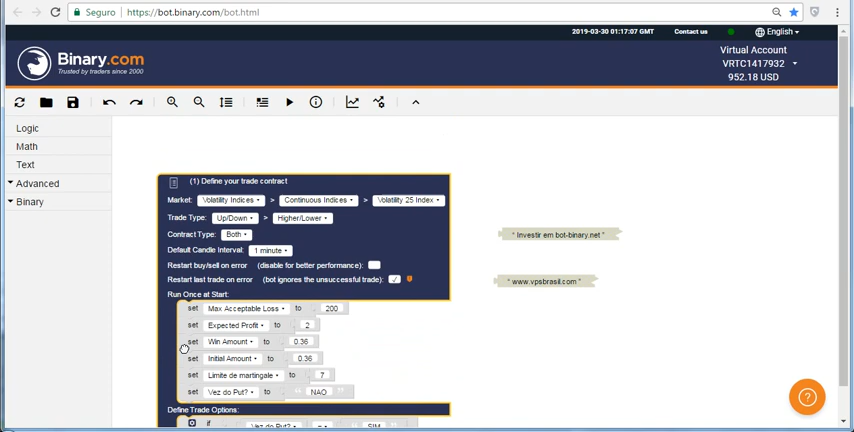 Seguro https://bot.binary.com/bot.html
2019-03-30 01:17:07 GMT Contact us English
Binary.com
Trusted by traders since 2000
Virtual Account
VRTC1417932
952.18 USD
Logic
Math
Text
Advanced
Binary
(1) Define your trade contract
Market: Volatility Indices > Continuous Indices > Volatility 25 Index
Trade Type: Up/Down > Higher/Lower
Contract Type: Both
Default Candle Interval: 1 minute
Restart buy/sell on error (disable for better performance):
Restart last trade on error (bot ignores the unsuccessful trade): ✓
Run Once at Start:
set Max Acceptable Loss to 200
set Expected Profit to 2
set Win Amount to 0.36
set Initial Amount to 0.36
set Limite de martingale to 7
set Vez do Put? to “ NAO ”
Define Trade Options:
if Vez do Put? = “ SIM ”
" Investir em bot-binary.net "
" www.vpsbrasil.com "